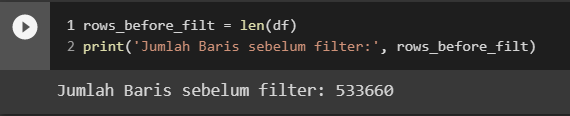 1 rows_before_filt = len(df)
2 print('Jumlah Baris sebelum filter:', rows_before_filt)
Jumlah Baris sebelum filter: 533660